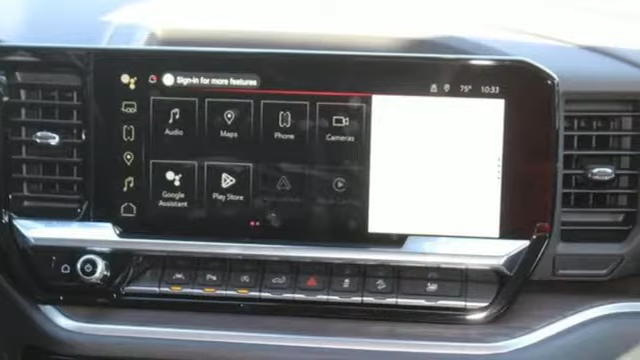 Sign-in for more features
75° 10:33
Audio Maps Phone Cameras
Google Play Store
Assistant